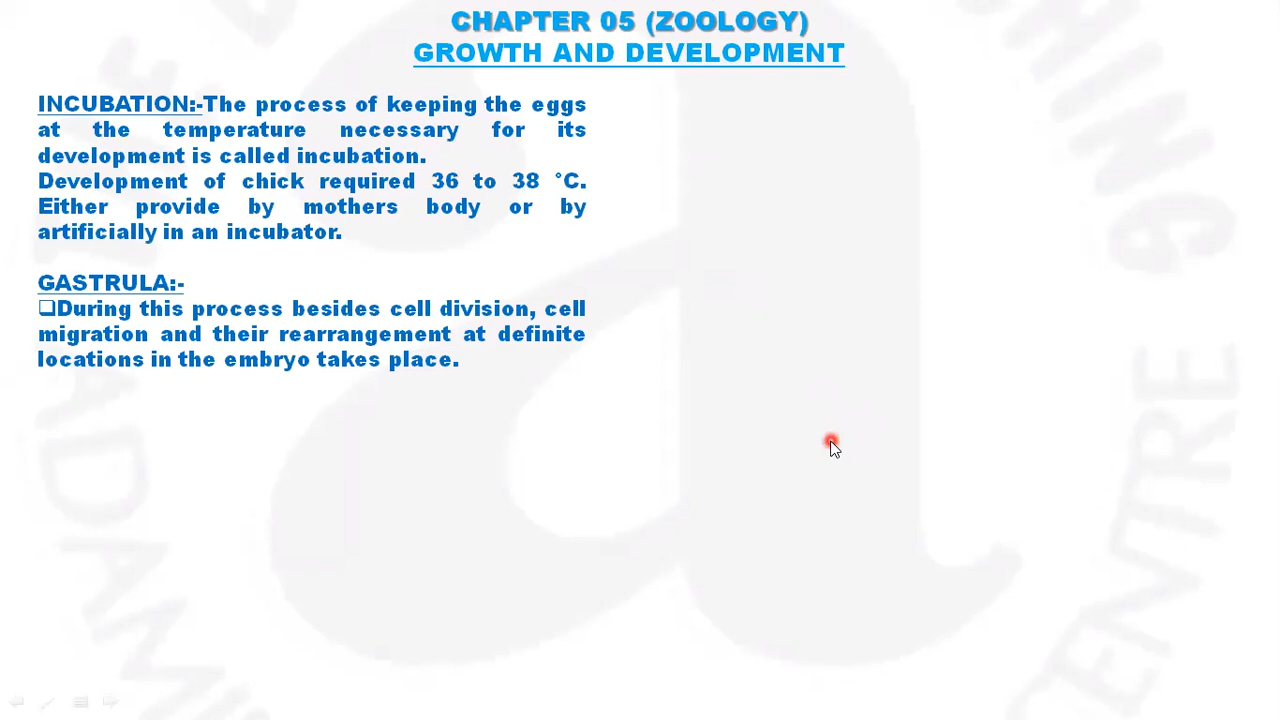 CHAPTER 05 (ZOOLOGY)
GROWTH AND DEVELOPMENT
INCUBATION:-The process of keeping the eggs
at the temperature necessary for its
development is called incubation.
Development of chick required 36 to 38 °C.
Either provide by mothers body or by
artificially in an incubator.
GASTRULA:-
❑During this process besides cell division, cell
migration and their rearrangement at definite
locations in the embryo takes place.
CENTRE